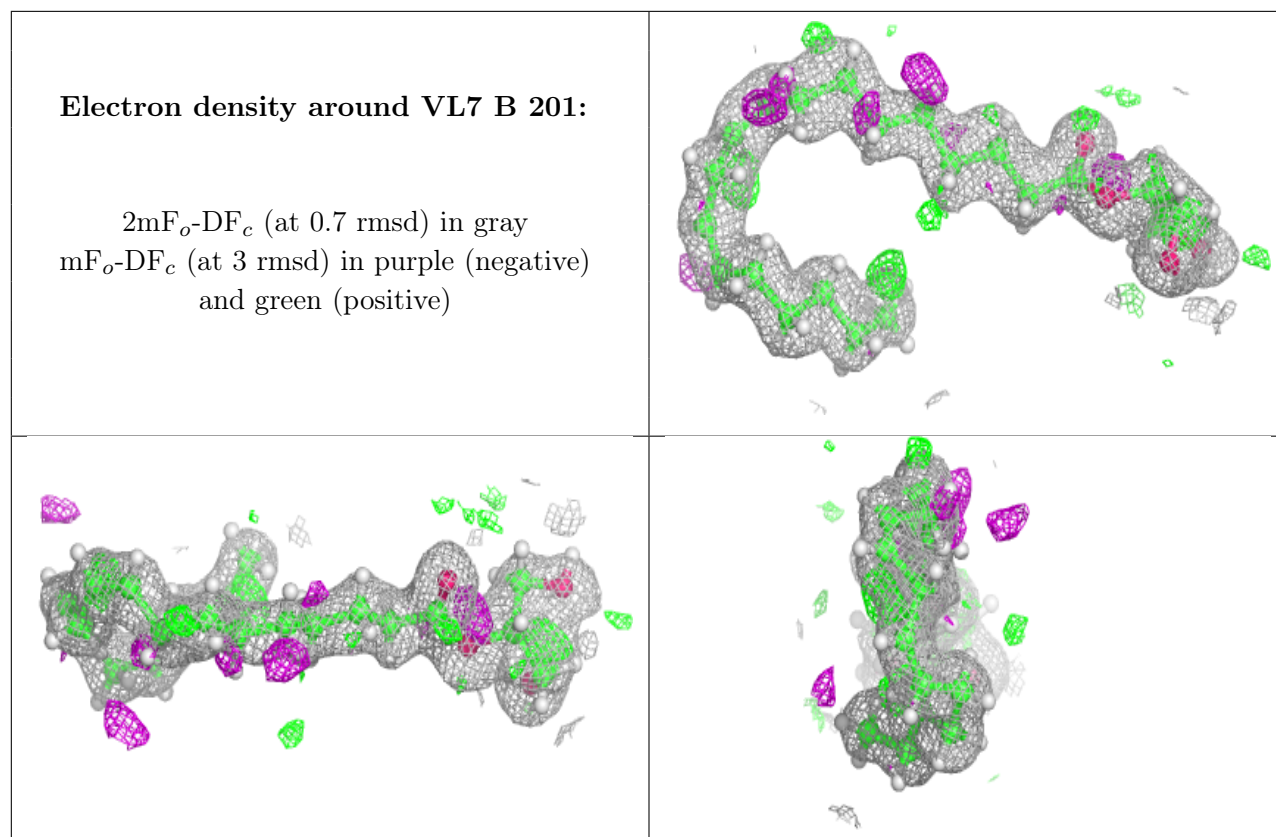 Electron density around VL7 B 201:
2mFo-DFc (at 0.7 rmsd) in gray
mFo-DFc (at 3 rmsd) in purple (negative)
and green (positive)